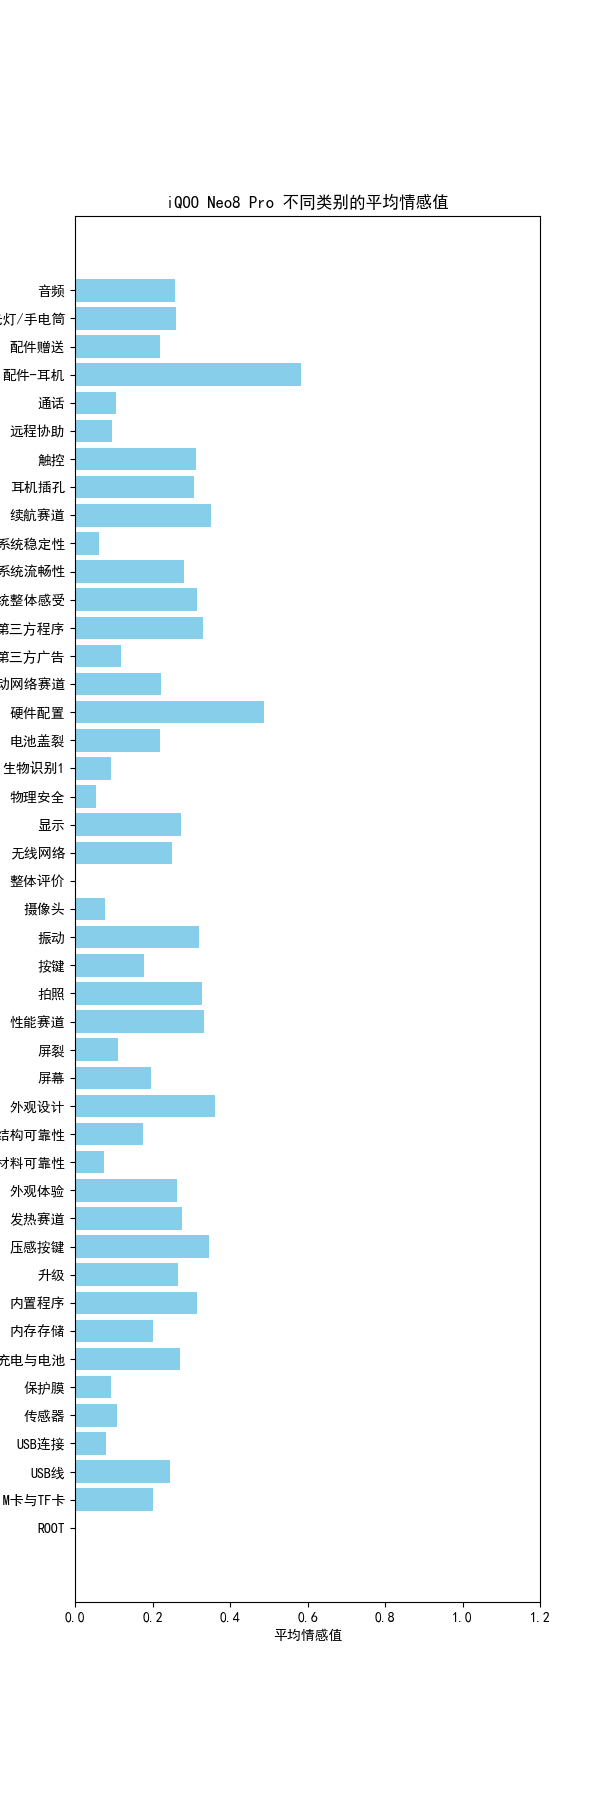 iQOO Neo8 Pro 不同类别的平均情感值
音频
灯/手电筒
配件赠送
配件-耳机
通话
远程协助
触控
耳机插孔
续航赛道
系统稳定性
系统流畅性
统整体感受
第三方程序
第三方广告
动网络赛道
硬件配置
电池盖裂
生物识别1
物理安全
显示
无线网络
整体评价
摄像头
振动
按键
拍照
性能赛道
屏裂
屏幕
外观设计
结构可靠性
材料可靠性
外观体验
发热赛道
压感按键
升级
内置程序
内存存储
充电与电池
保护膜
传感器
USB连接
USB线
M卡与TF卡
ROOT
0.0 0.2 0.4 0.6 0.8 1.0 1.2
平均情感值